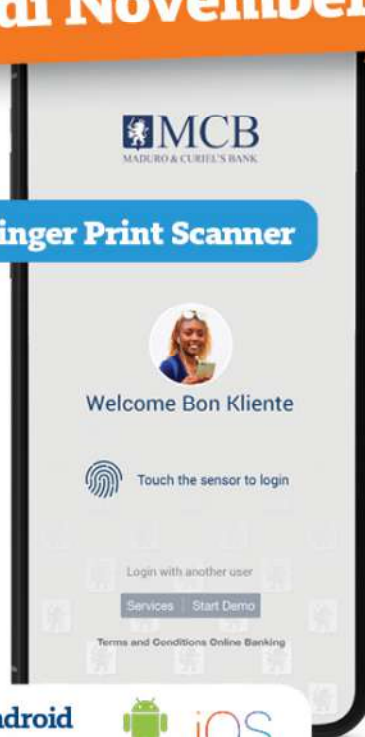 di November
MCB
MADURO & CURIEL'S BANK
inger Print Scanner
Welcome Bon Kliente
Touch the sensor to login
Login with another user
Services Start Demo
Terms and Conditions Online Banking
ndroid
iOS